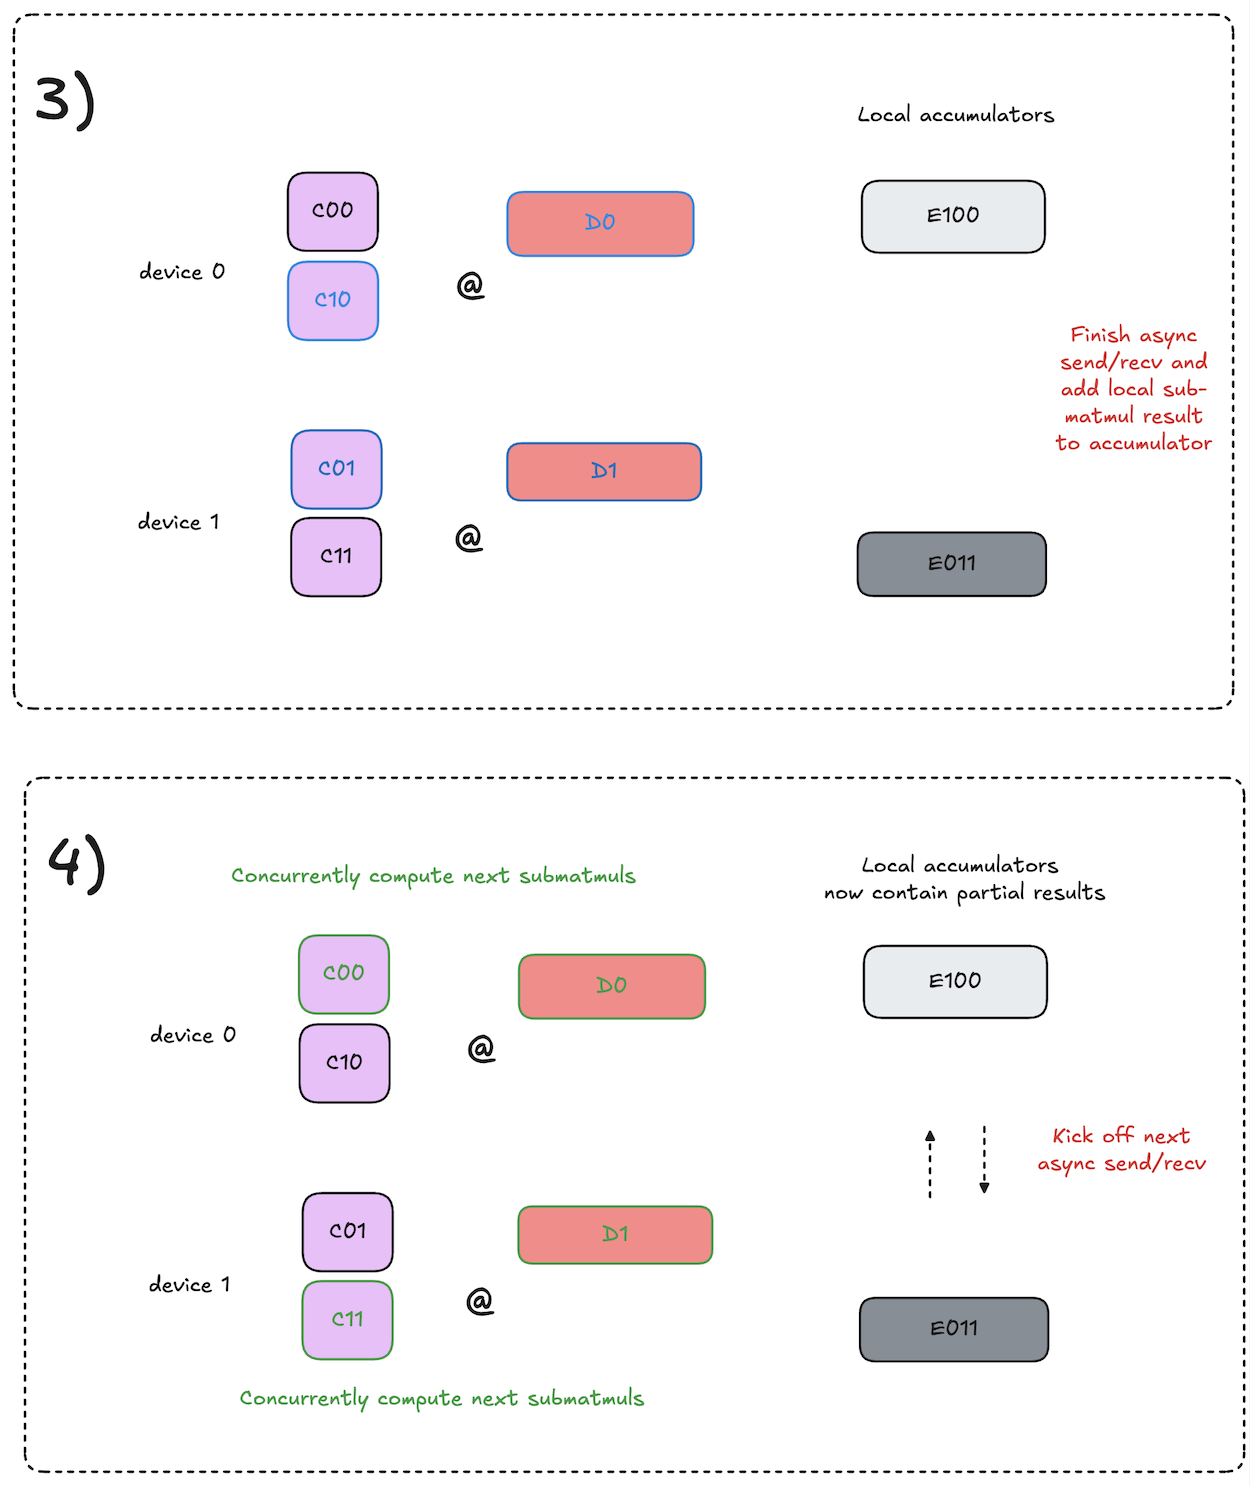 3)
Local accumulators
C00
D0
E100
device 0
C10
@
Finish async
send/recv and
add local sub-
matmul result
to accumulator
C01
D1
device 1
@
C11
E011
4)
Concurrently compute next submatmuls
Local accumulators
now contain partial results
C00
D0
E100
device 0
C10
@
Kick off next
async send/recv
C01
D1
device 1
@
C11
E011
Concurrently compute next submatmuls